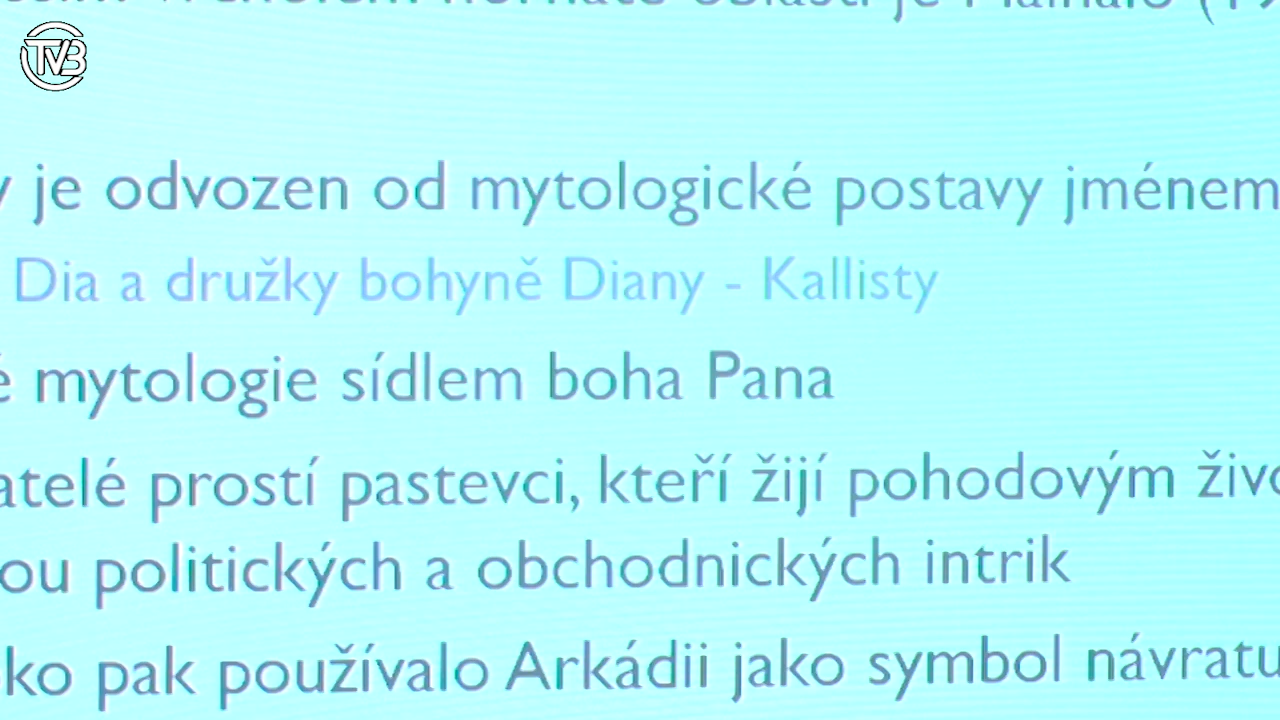 TVB
je odvozen od mytologické postavy jménem
Dia a družky bohyně Diany - Kallisty
mytologie sídlem boha Pana
atelé prostí pastevci, kteří žijí pohodovým živo
ou politických a obchodnických intrik
ko pak používalo Arkádii jako symbol návratu